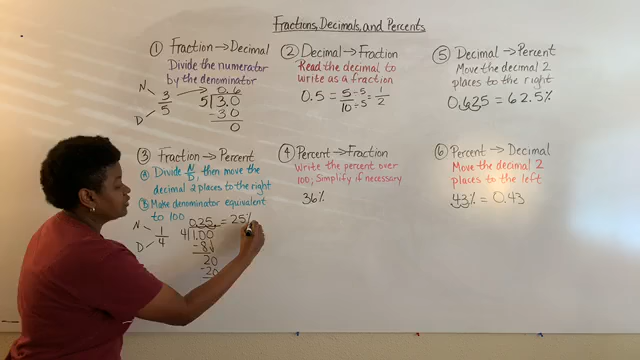 Fractions, Decimals, and Percents
① Fraction → Decimal
Divide the numerator
by the denominator
N
D
3/5
0.6
5 3.0
-30
0
② Decimal → Fraction
Read the decimal to
write as a fraction
0.5 = 5/10 ÷5/÷5 = 1/2
③ Fraction → Percent
ⓐ Divide N/D, then move the
decimal 2 places to the right
ⓑ Make denominator equivalent
to 100
N
D
1/4
0.25 = 25%
4 1.00
-8↓
20
-20
④ Percent → Fraction
Write the percent over
100; Simplify if necessary
36%
⑤ Decimal → Percent
Move the decimal 2
places to the right
0.625 = 62.5%
⑥ Percent → Decimal
Move the decimal 2
places to the left
43% = 0.43